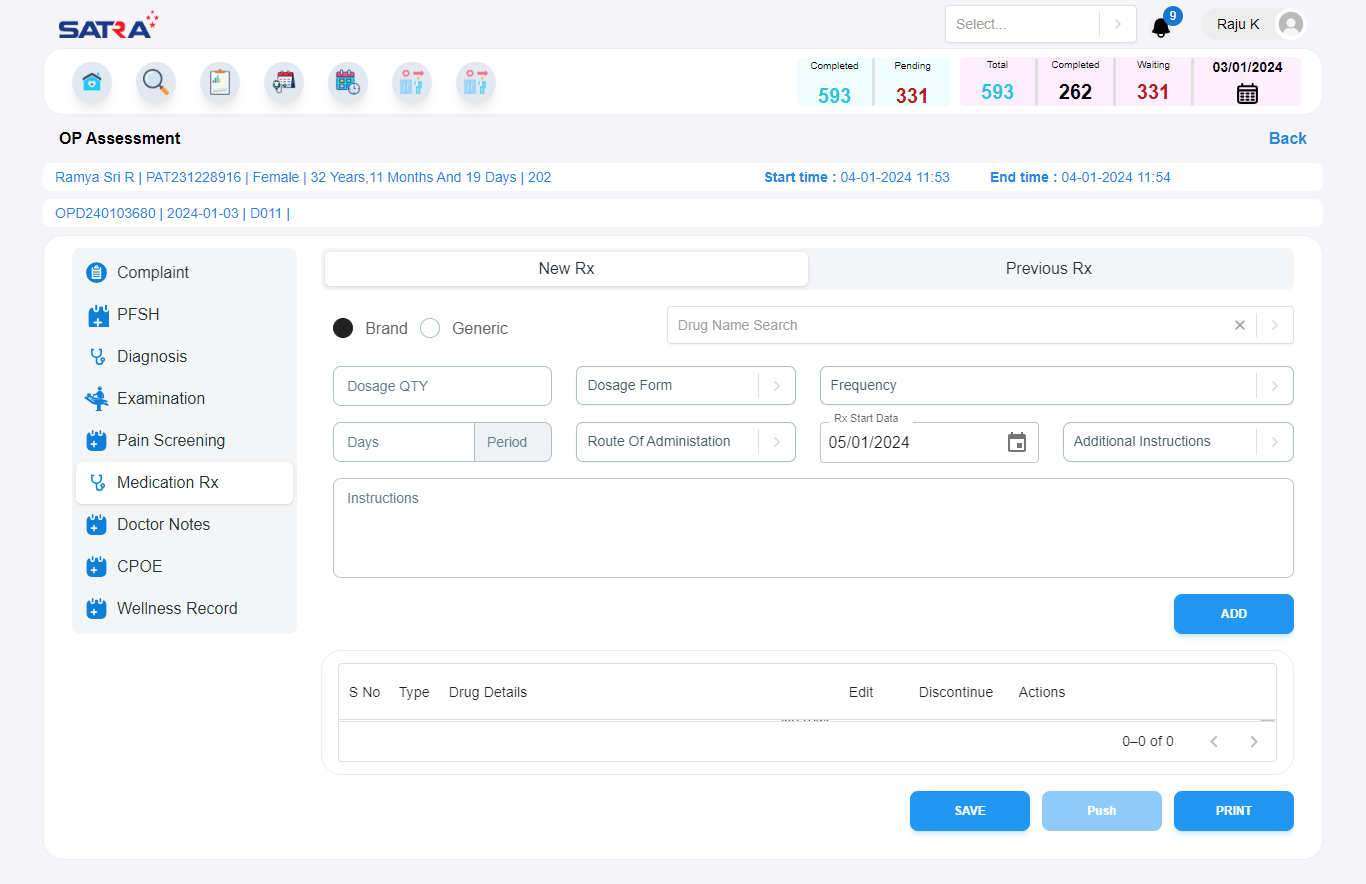 SATRA
Select...
9
Raju K
Completed
593
Pending
331
Total
593
Completed
262
Waiting
331
03/01/2024
OP Assessment
Back
Ramya Sri R | PAT231228916 | Female | 32 Years,11 Months And 19 Days | 202
Start time : 04-01-2024 11:53
End time : 04-01-2024 11:54
OPD240103680 | 2024-01-03 | D011 |
Complaint
PFSH
Diagnosis
Examination
Pain Screening
Medication Rx
Doctor Notes
CPOE
Wellness Record
New Rx
Previous Rx
Brand
Generic
Drug Name Search
Dosage QTY
Dosage Form
Frequency
Days
Period
Route Of Administation
Rx Start Data
05/01/2024
Additional Instructions
Instructions
ADD
S No Type Drug Details Edit Discontinue Actions
0–0 of 0
SAVE
Push
PRINT